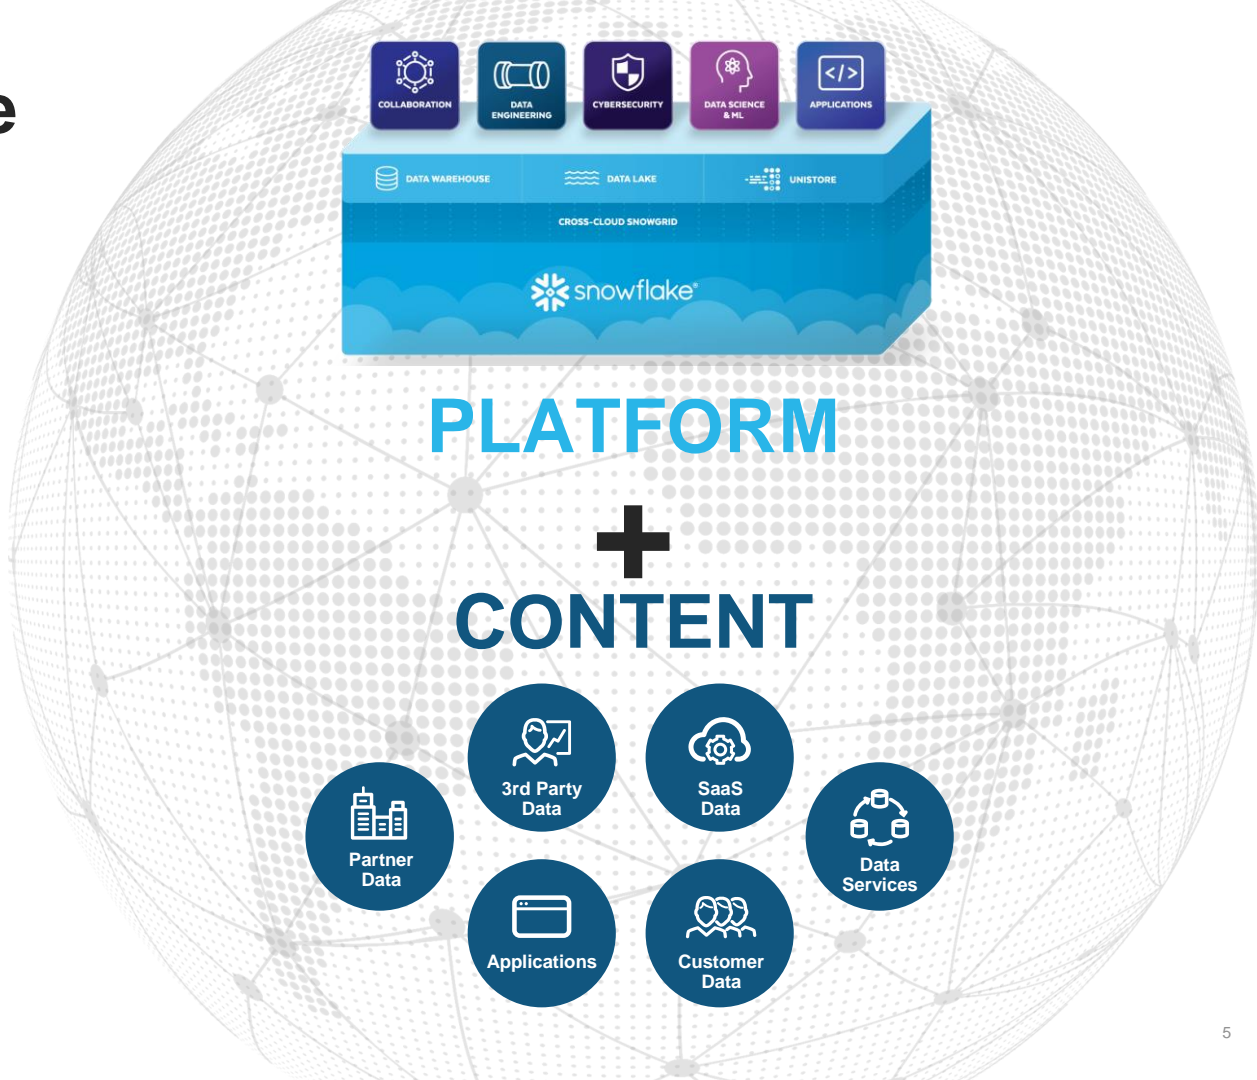 e
COLLABORATION
DATA
ENGINEERING
CYBERSECURITY
DATA SCIENCE
& ML
APPLICATIONS
DATA WAREHOUSE
DATA LAKE
UNISTORE
CROSS-CLOUD SNOWGRID
snowflake®
PLATFORM
+
CONTENT
3rd Party
Data
SaaS
Data
Partner
Data
Data
Services
Applications
Customer
Data
5